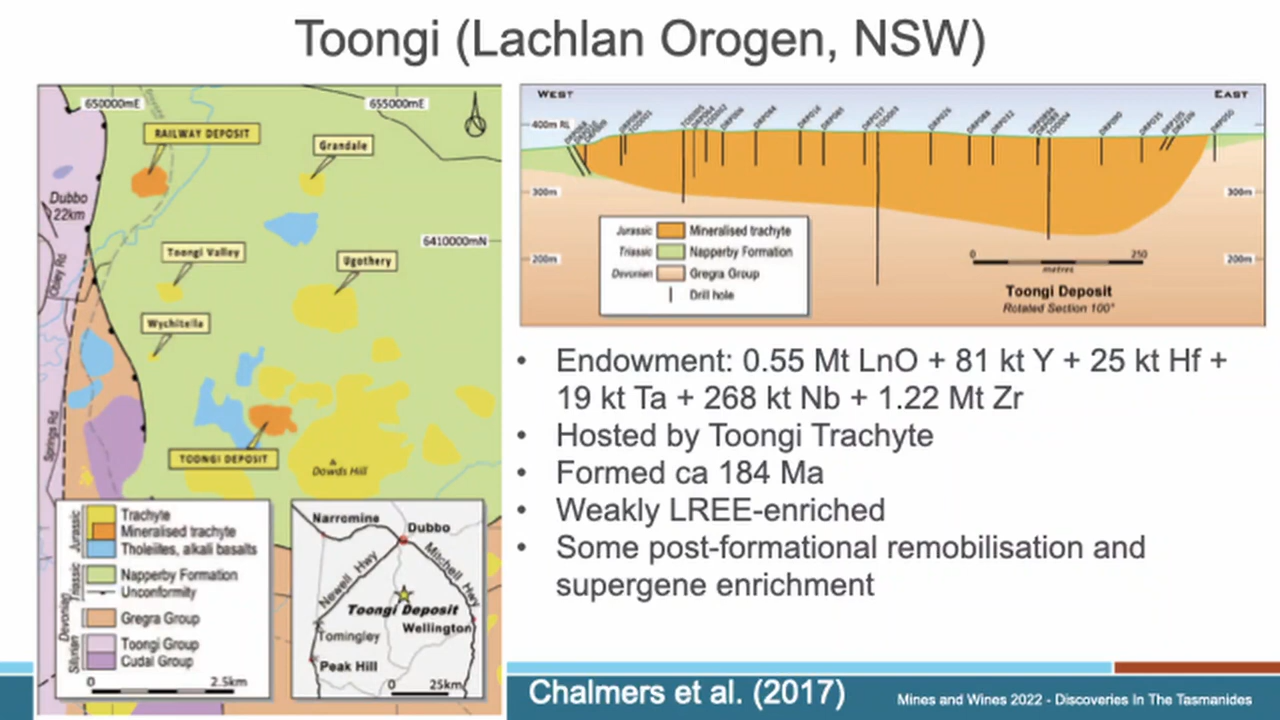 Toongi (Lachlan Orogen, NSW)
650000mE
655000mE
RAILWAY DEPOSIT
Grandale
Dubbo
22km
6410000mN
Toongi Valley
Ugothery
Obley Rd
Wychitella
Springs Rd
TOONGI DEPOSIT
Dowds Hill
Jurassic
Trachyte
Mineralised trachyte
Tholeiites, alkali basalts
Triassic
Napperby Formation
Unconformity
Devonian
Gregra Group
Silurian
Toongi Group
Cudal Group
0 2.5km
Narromine
Dubbo
Newell Hwy
Mitchell Hwy
Toongi Deposit
Wellington
Tomingley
Peak Hill
0 25km
WEST
EAST
400m RL
300m
300m
200m
200m
Jurassic Mineralised trachyte
Triassic Napperby Formation
Devonian Gregra Group
Drill hole
0 250
metres
Toongi Deposit
Rotated Section 100°
• Endowment: 0.55 Mt LnO + 81 kt Y + 25 kt Hf +
19 kt Ta + 268 kt Nb + 1.22 Mt Zr
• Hosted by Toongi Trachyte
• Formed ca 184 Ma
• Weakly LREE-enriched
• Some post-formational remobilisation and
supergene enrichment
Chalmers et al. (2017)
Mines and Wines 2022 - Discoveries In The Tasmanides